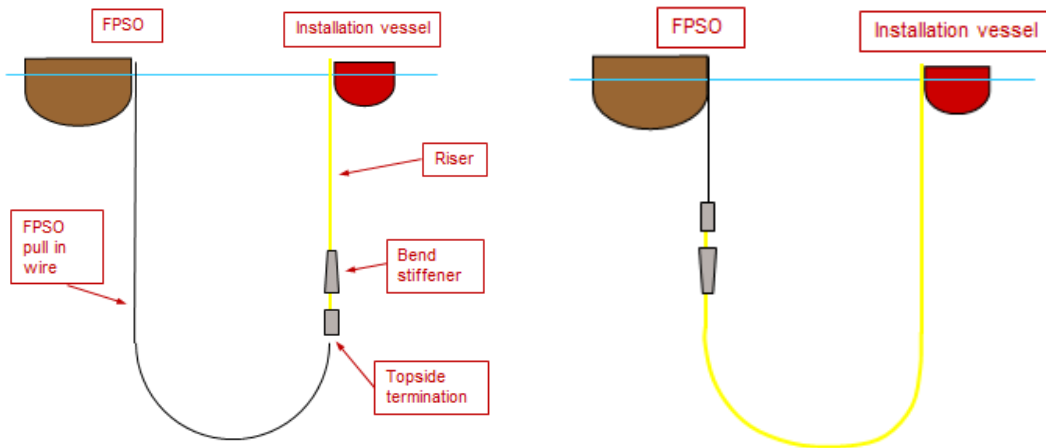 FPSO
Installation vessel
Riser
FPSO
pull in
wire
Bend
stiffener
Topside
termination
FPSO
Installation vessel